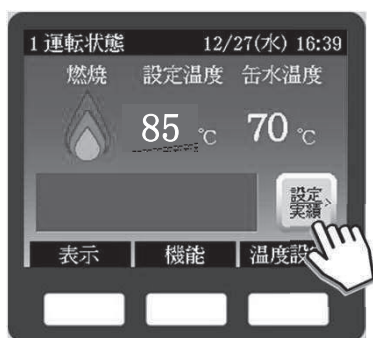 1 運転状態 12/27(水) 16:39
燃焼 設定温度 缶水温度
85 ℃ 70 ℃
設定
実績
表示 機能 温度設